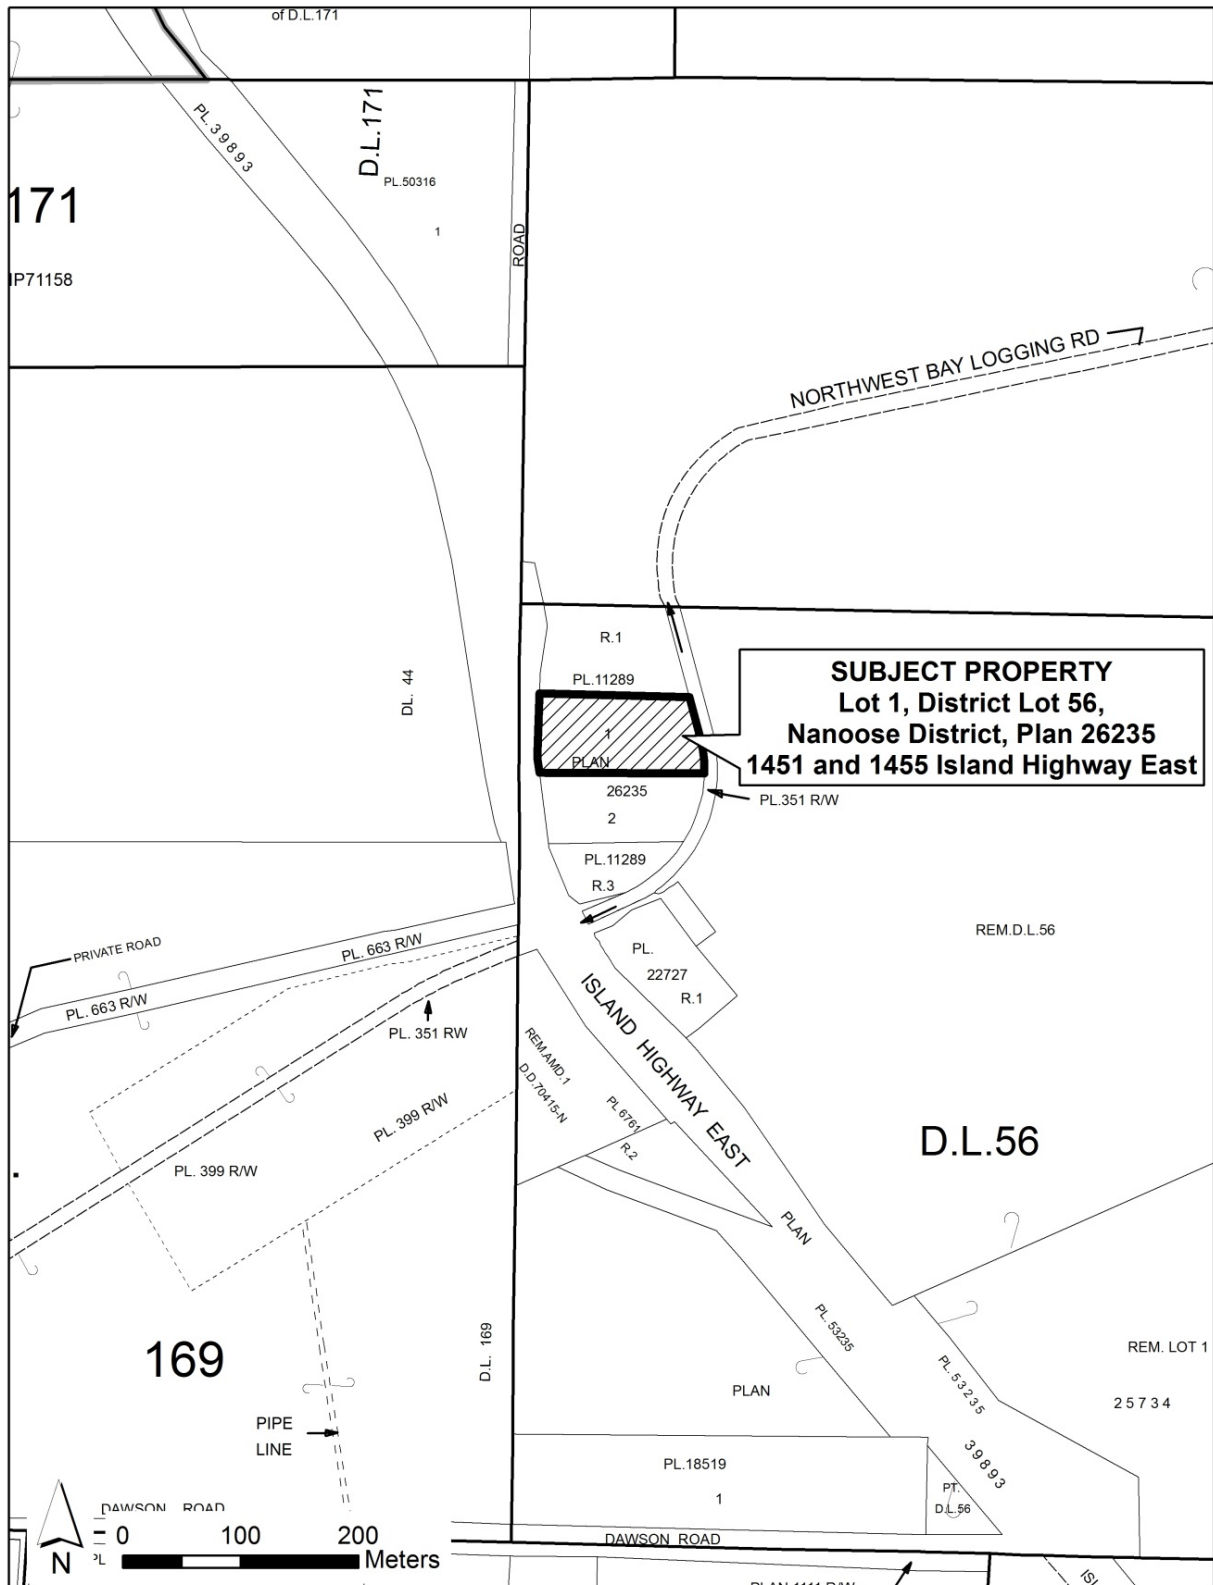 of D.L.171
PL.39893
D.L.171
PL.50316
1
171
ROAD
IP71158
NORTHWEST BAY LOGGING RD
R.1
PL.11289
DL. 44
SUBJECT PROPERTY
Lot 1, District Lot 56,
Nanoose District, Plan 26235
1451 and 1455 Island Highway East
1
PLAN
26235
2
PL.351 R/W
PL.11289
R.3
PRIVATE ROAD
PL. 663 R/W
PL. 663 R/W
PL.
22727
R.1
REM.D.L.56
PL. 351 RW
ISLAND HIGHWAY EAST
REM.AMD.1
D.D.70415-N
PL 6761
R.2
PL. 399 R/W
PL. 399 R/W
D.L.56
PLAN
PL. 53235
169
D.L. 169
PL. 53235
REM. LOT 1
25734
PLAN
PIPE
LINE
39893
PL.18519
1
PT.
D.L.56
DAWSON ROAD
DAWSON ROAD
0 100 200
Meters
N
PL
PLAN 1111 R/W
ISL